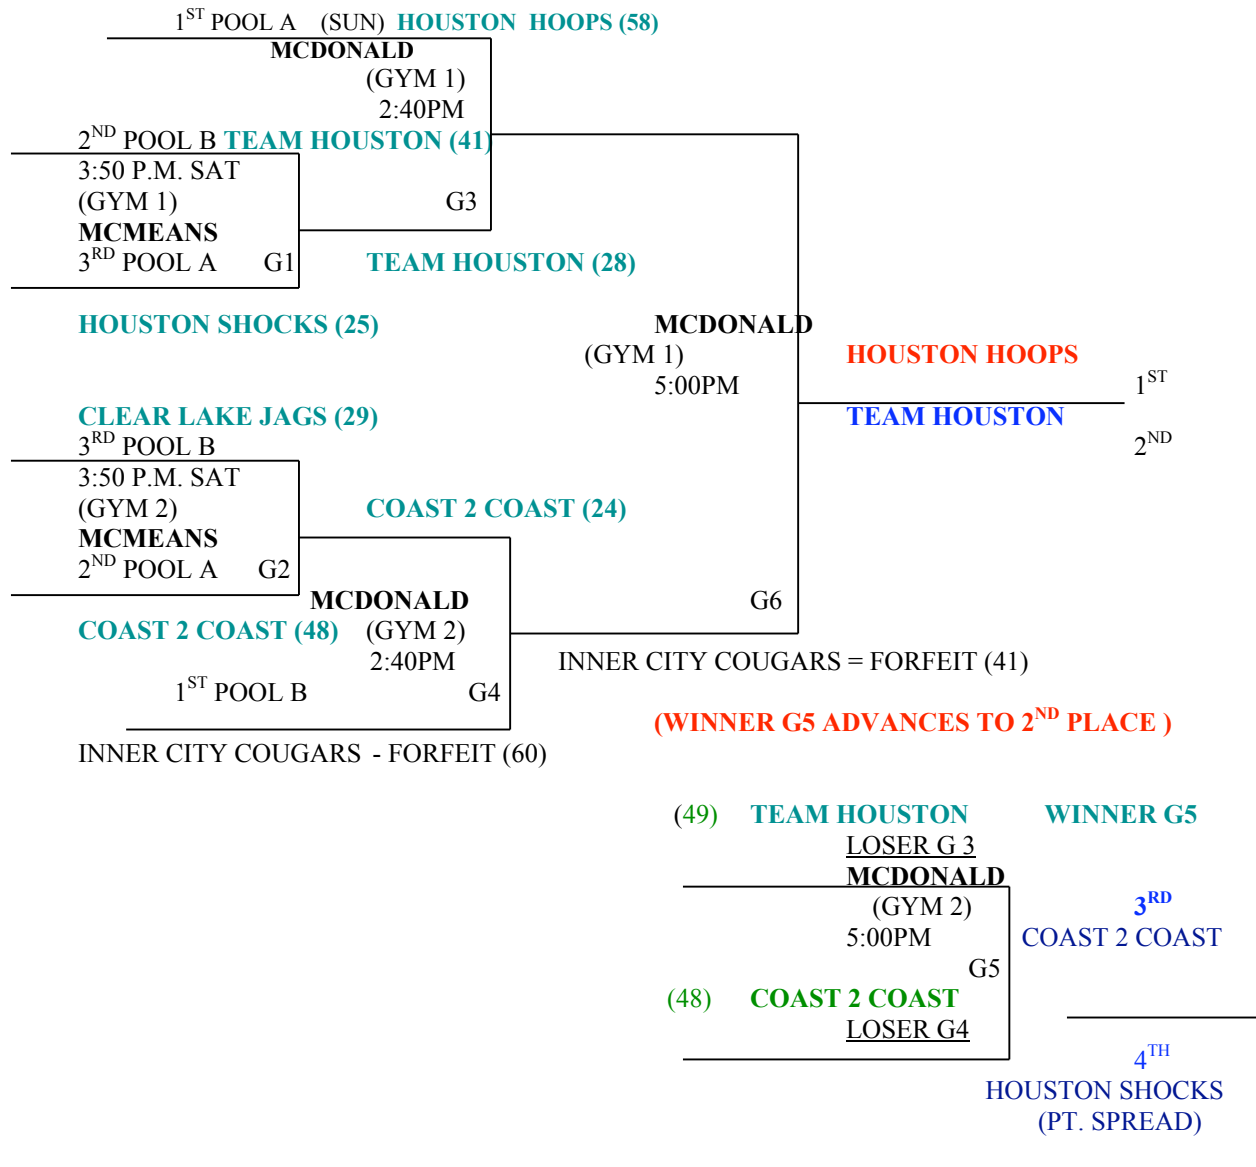 1ST POOL A (SUN) HOUSTON HOOPS (58)
MCDONALD
(GYM 1)
2:40PM
2ND POOL B TEAM HOUSTON (41)
3:50 P.M. SAT
(GYM 1)
G3
MCMEANS
3RD POOL A G1
TEAM HOUSTON (28)
HOUSTON SHOCKS (25)
MCDONALD
(GYM 1)
5:00PM
HOUSTON HOOPS
1ST
TEAM HOUSTON
2ND
CLEAR LAKE JAGS (29)
3RD POOL B
3:50 P.M. SAT
(GYM 2)
COAST 2 COAST (24)
MCMEANS
2ND POOL A G2
MCDONALD
G6
COAST 2 COAST (48) (GYM 2)
2:40PM
INNER CITY COUGARS = FORFEIT (41)
1ST POOL B G4
(WINNER G5 ADVANCES TO 2ND PLACE )
INNER CITY COUGARS - FORFEIT (60)
(49) TEAM HOUSTON WINNER G5
LOSER G 3
MCDONALD
(GYM 2)
3RD
5:00PM
COAST 2 COAST
G5
(48) COAST 2 COAST
LOSER G4
4TH
HOUSTON SHOCKS
(PT. SPREAD)